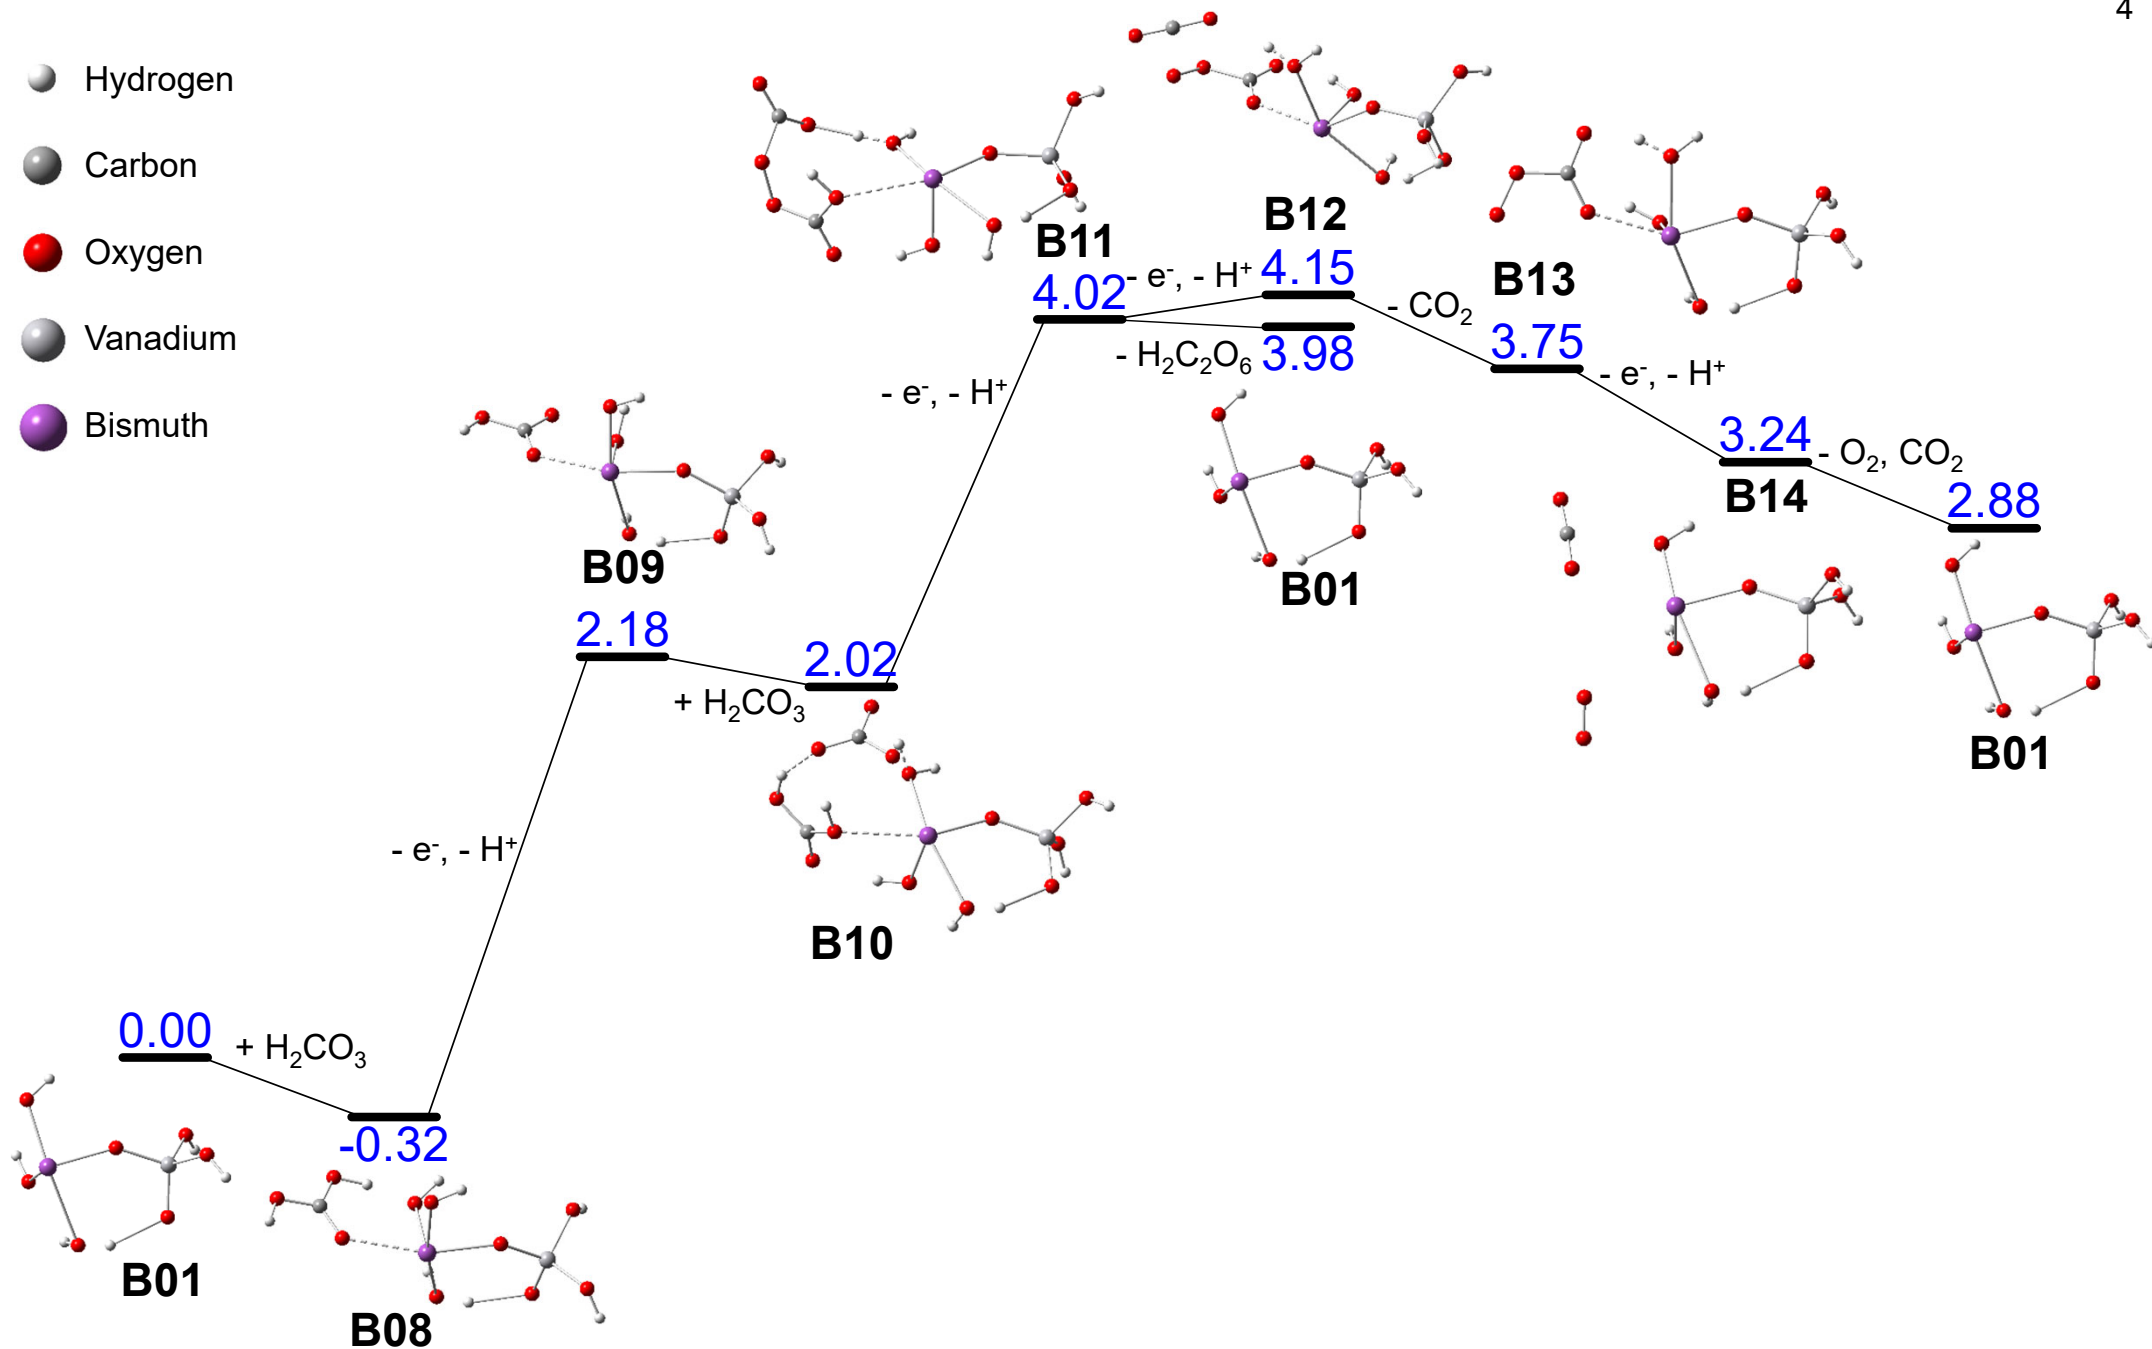 4
Hydrogen
Carbon
Oxygen
Vanadium
Bismuth
B11
4.02
- e⁻, - H⁺
B12
4.15
- CO₂
B13
3.75
- H₂C₂O₆
3.98
B01
- e⁻, - H⁺
- e⁻, - H⁺
3.24
B14
- O₂, CO₂
2.88
B01
B09
2.18
+ H₂CO₃
2.02
B10
- e⁻, - H⁺
0.00
+ H₂CO₃
-0.32
B01
B08